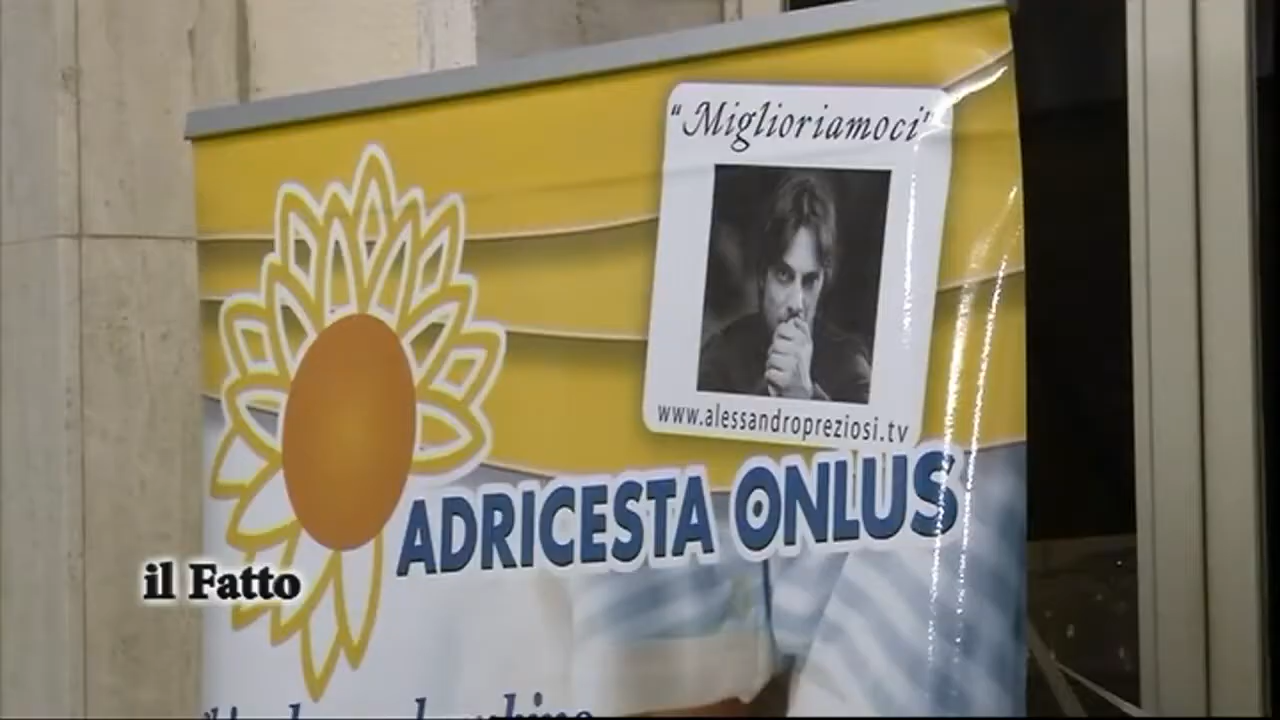 "Miglioriamoci"
www.alessandropreziosi.tv
ADRICESTA ONLUS
il Fatto